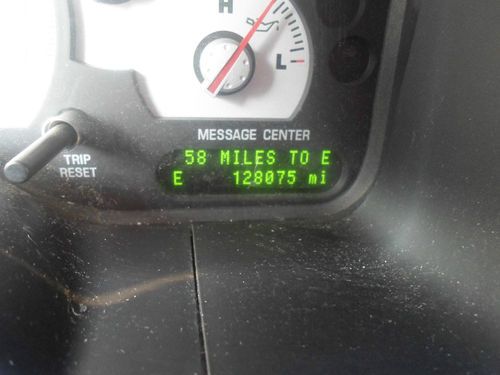 H
L
MESSAGE CENTER
58 MILES TO E
E 128075 mi
TRIP
RESET